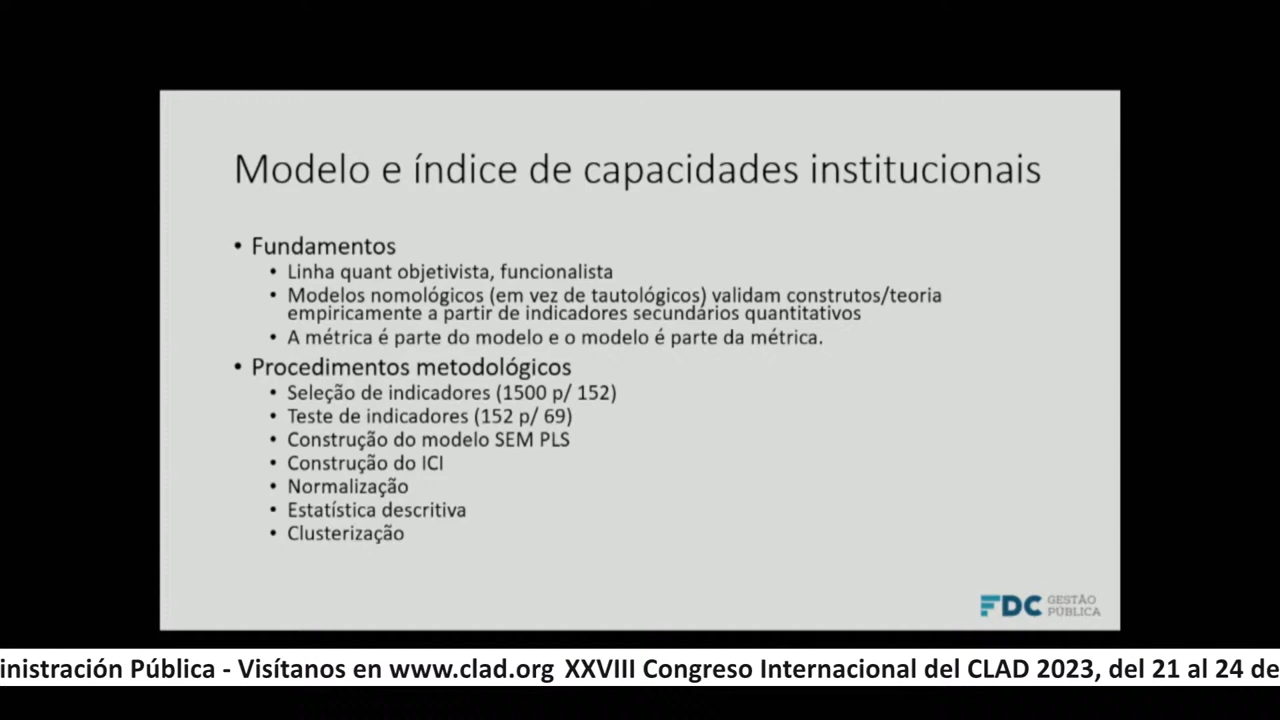 Modelo e índice de capacidades institucionais
• Fundamentos
• Linha quant objetivista, funcionalista
• Modelos nomológicos (em vez de tautológicos) validam construtos/teoria
empiricamente a partir de indicadores secundários quantitativos
• A métrica é parte do modelo e o modelo é parte da métrica.
• Procedimentos metodológicos
• Seleção de indicadores (1500 p/ 152)
• Teste de indicadores (152 p/ 69)
• Construção do modelo SEM PLS
• Construção do ICI
• Normalização
• Estatística descritiva
• Clusterização
FDC GESTÃO
PÚBLICA
inistración Pública - Visítanos en www.clad.org XXVIII Congreso Internacional del CLAD 2023, del 21 al 24 de